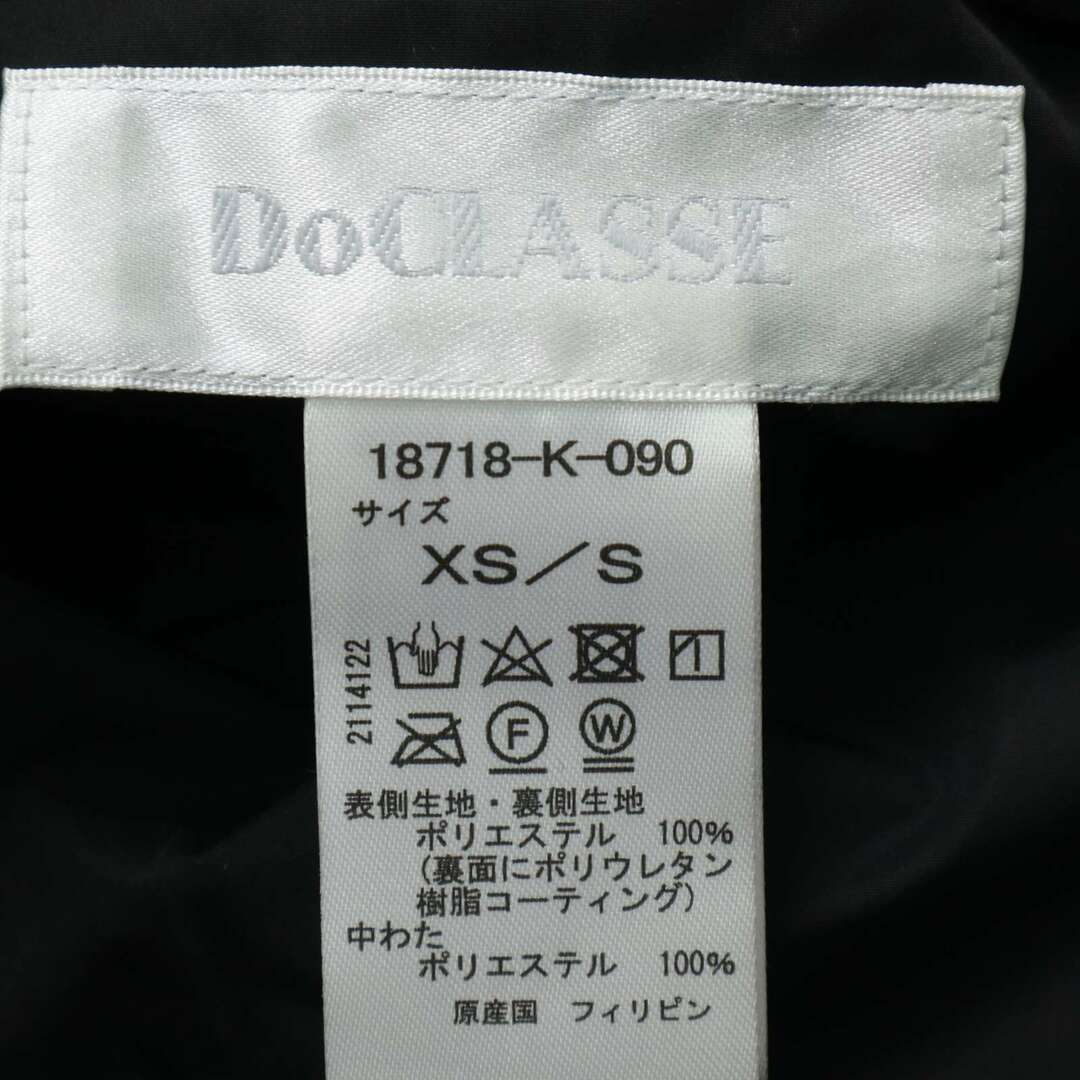 DoCLASSE
18718-K-090
サイズ
XS/S
2114122
F W
表側生地・裏側生地
ポリエステル 100%
(裏面にポリウレタン
樹脂コーティング)
中わた
ポリエステル 100%
原産国 フィリピン